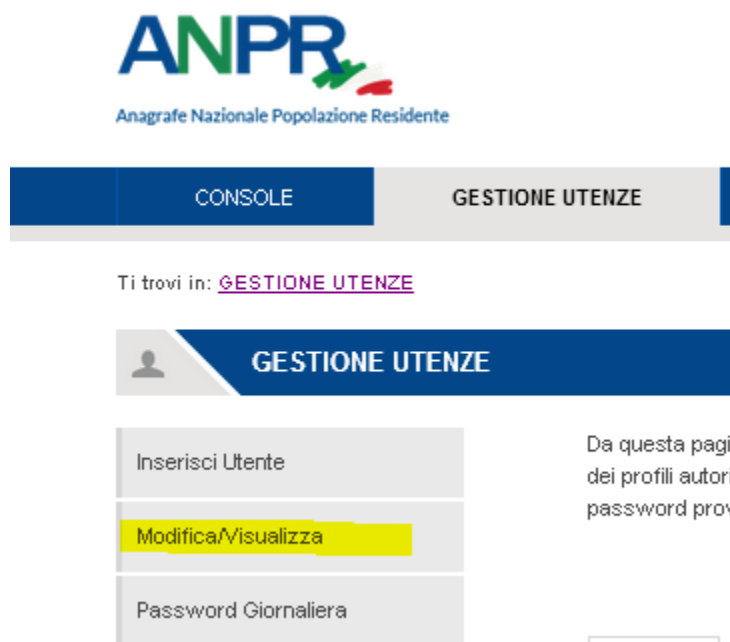 ANPR
Anagrafe Nazionale Popolazione Residente
CONSOLE
GESTIONE UTENZE
Ti trovi in: GESTIONE UTENZE
GESTIONE UTENZE
Inserisci Utente
Modifica/Visualizza
Password Giornaliera
Da questa pagi
dei profili autori
password prov